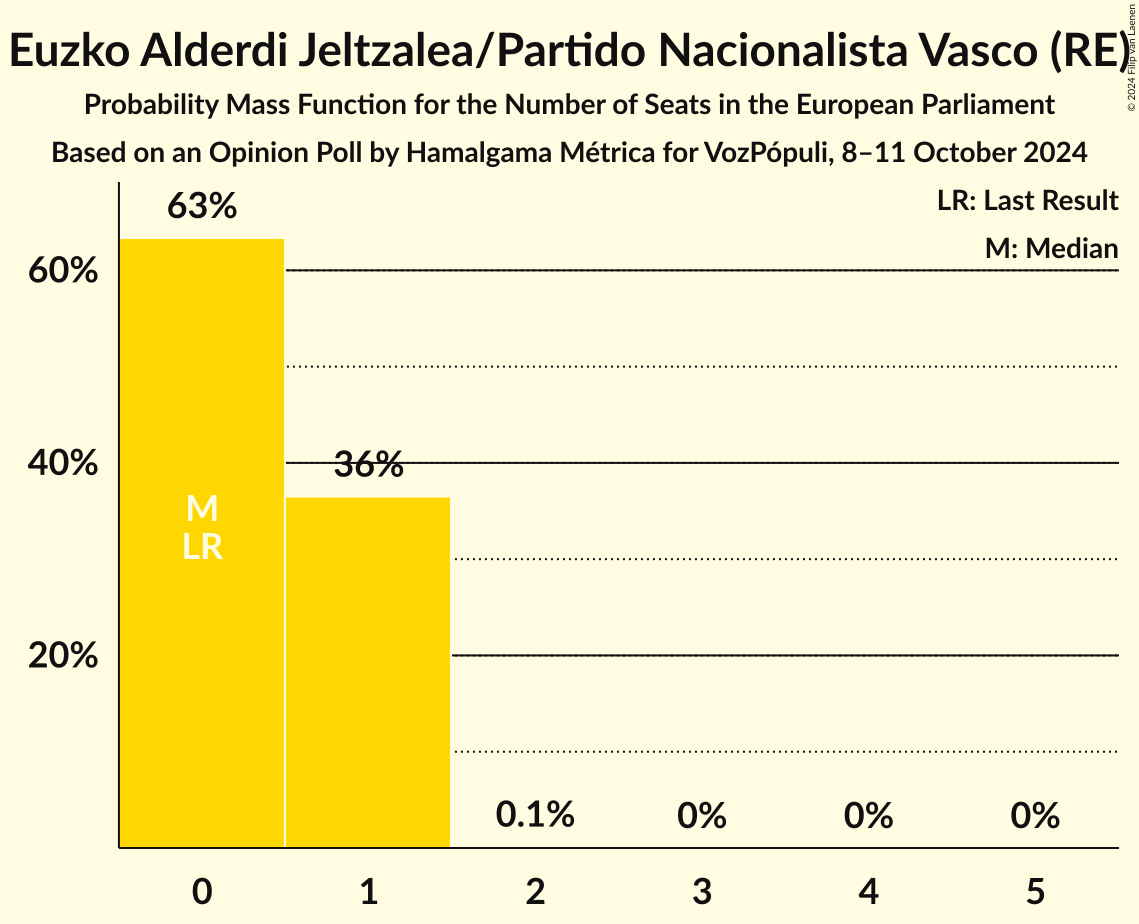 Euzko Alderdi Jeltzalea/Partido Nacionalista Vasco (RE)
© 2024 Filip van Laenen
Probability Mass Function for the Number of Seats in the European Parliament
Based on an Opinion Poll by Hamalgama Métrica for VozPópuli, 8–11 October 2024
LR: Last Result
M: Median
63%
60%
40%
36%
M
LR
20%
0.1%
0%
0%
0%
0
1
2
3
4
5